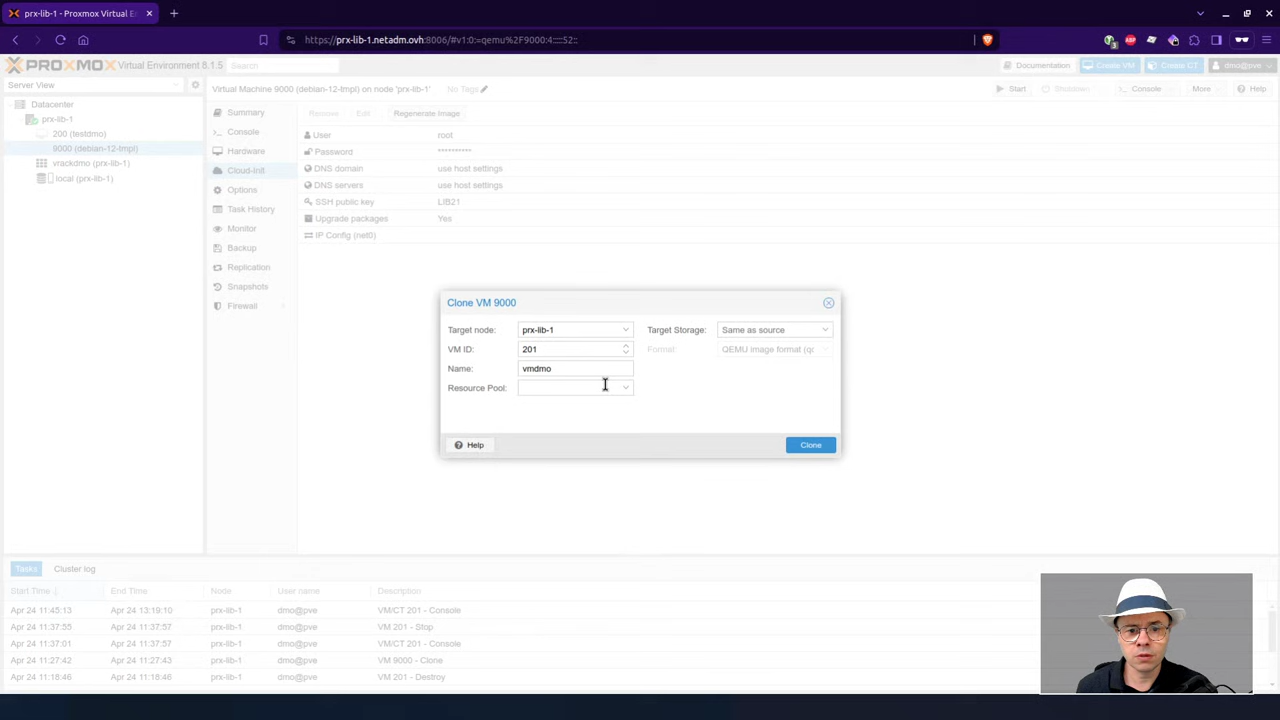 prx-lib-1 - Proxmox Virtual En
https://prx-lib-1.netadm.ovh:8006/#v1:0:=qemu%2F9000:4:::::52::
PROXMOX Virtual Environment 8.1.5 Search Documentation Create VM Create CT dmo@pve
Server View
Virtual Machine 9000 (debian-12-tmpl) on node 'prx-lib-1' No Tags Start Shutdown Console More Help
Datacenter
prx-lib-1
200 (testdmo)
9000 (debian-12-tmpl)
vrackdmo (prx-lib-1)
local (prx-lib-1)
Summary
Console
Hardware
Cloud-Init
Options
Task History
Monitor
Backup
Replication
Snapshots
Firewall
Remove Edit Regenerate Image
User root
Password **********
DNS domain use host settings
DNS servers use host settings
SSH public key LIB21
Upgrade packages Yes
IP Config (net0)
Clone VM 9000
Target node: prx-lib-1 Target Storage: Same as source
VM ID: 201 Format: QEMU image format (qc
Name: vmdmo
Resource Pool:
Help Clone
Tasks Cluster log
Start Time End Time Node User name Description
Apr 24 11:45:13 Apr 24 13:19:10 prx-lib-1 dmo@pve VM/CT 201 - Console
Apr 24 11:37:55 Apr 24 11:37:57 prx-lib-1 dmo@pve VM 201 - Stop
Apr 24 11:37:01 Apr 24 11:37:57 prx-lib-1 dmo@pve VM/CT 201 - Console
Apr 24 11:27:42 Apr 24 11:27:43 prx-lib-1 dmo@pve VM 9000 - Clone
Apr 24 11:18:46 Apr 24 11:18:46 prx-lib-1 dmo@pve VM 201 - Destroy